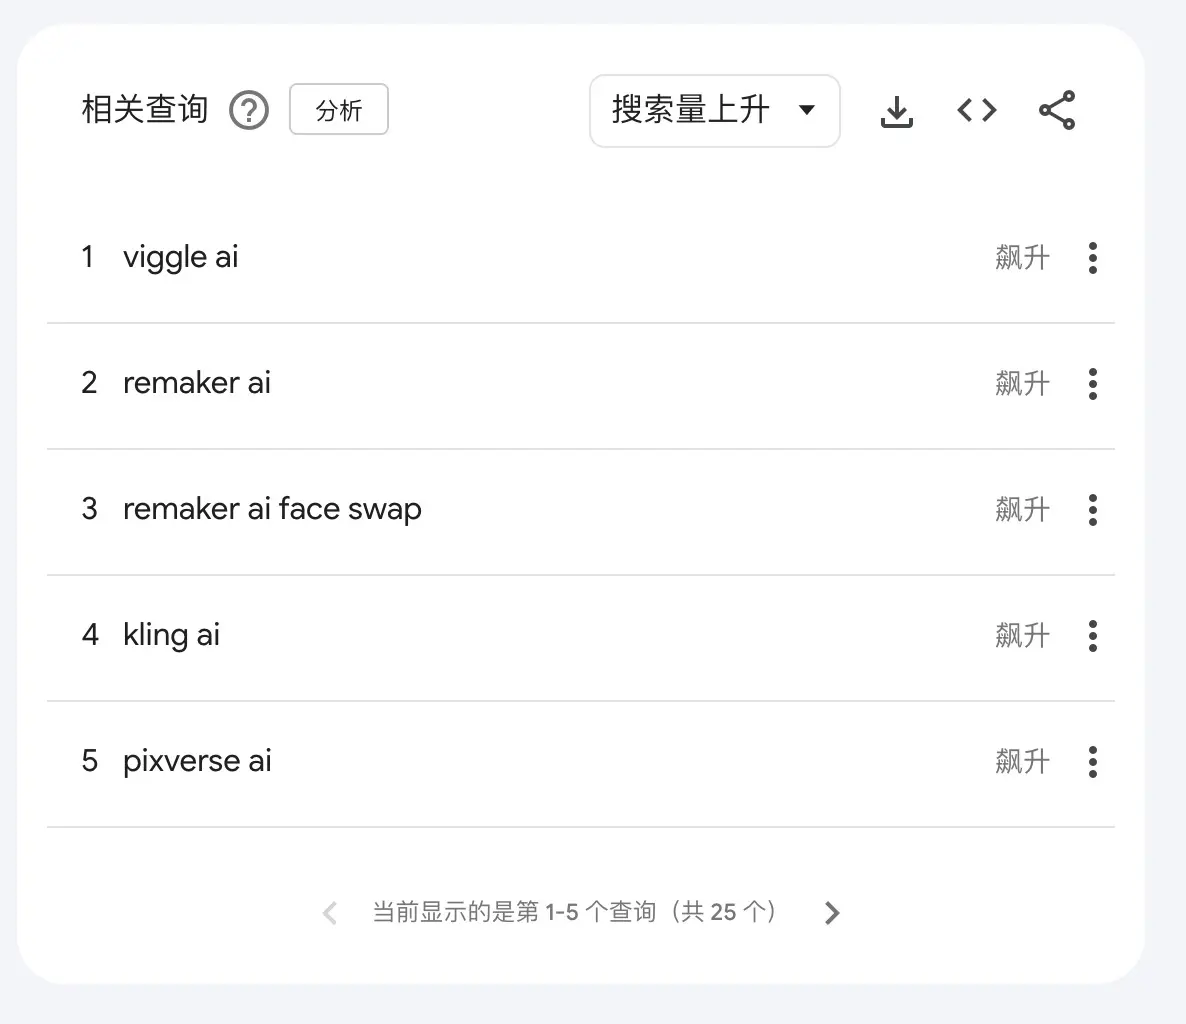 相关查询 分析 搜索量上升
1 viggle ai 飙升
2 remaker ai 飙升
3 remaker ai face swap 飙升
4 kling ai 飙升
5 pixverse ai 飙升
当前显示的是第 1-5 个查询（共 25 个）